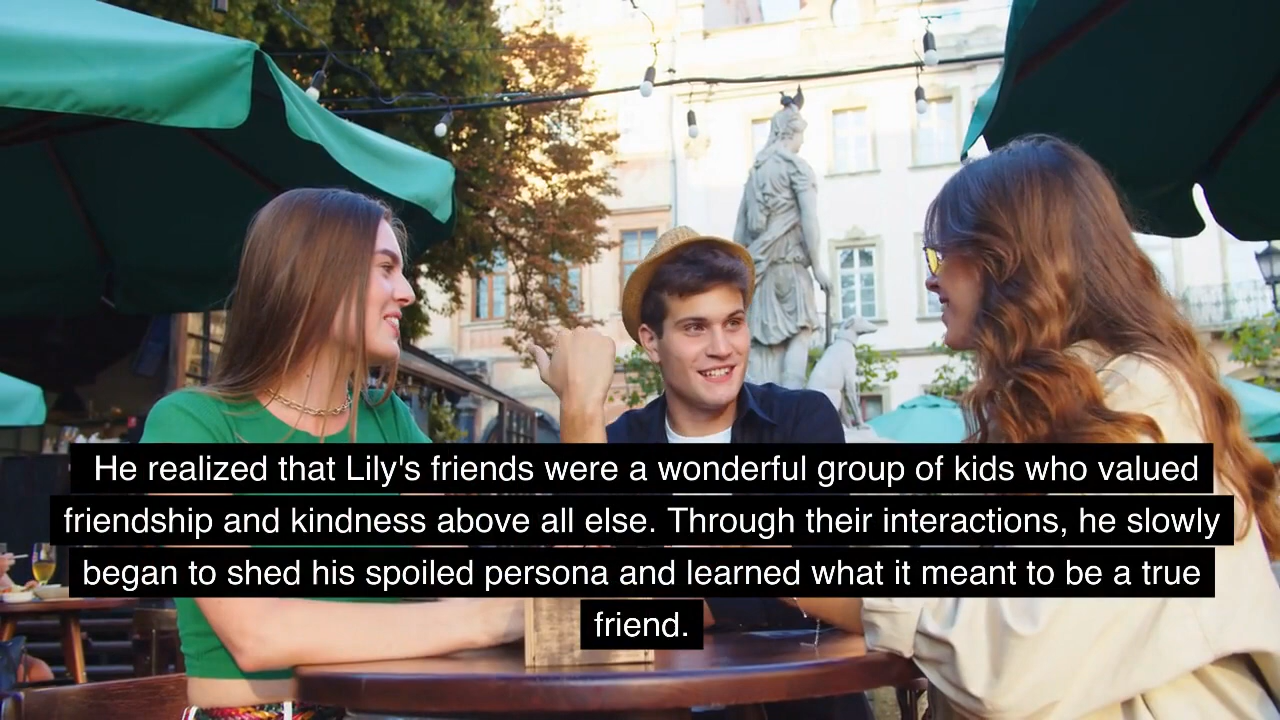 He realized that Lily's friends were a wonderful group of kids who valued
friendship and kindness above all else. Through their interactions, he slowly
began to shed his spoiled persona and learned what it meant to be a true
friend.